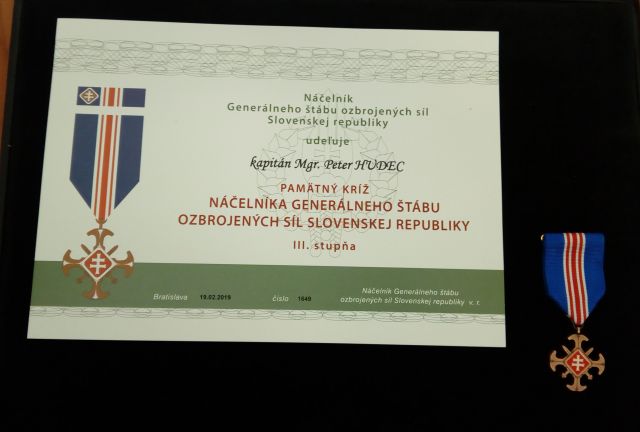 Náčelník
Generálneho štábu ozbrojených síl
Slovenskej republiky
udeľuje
kapitán Mgr. Peter HUDEC
PAMÄTNÝ KRÍŽ
NÁČELNÍKA GENERÁLNEHO ŠTÁBU
OZBROJENÝCH SÍL SLOVENSKEJ REPUBLIKY
III. stupňa
Bratislava 19.02.2019 číslo 1649
Náčelník Generálneho štábu
ozbrojených síl Slovenskej republiky v. r.